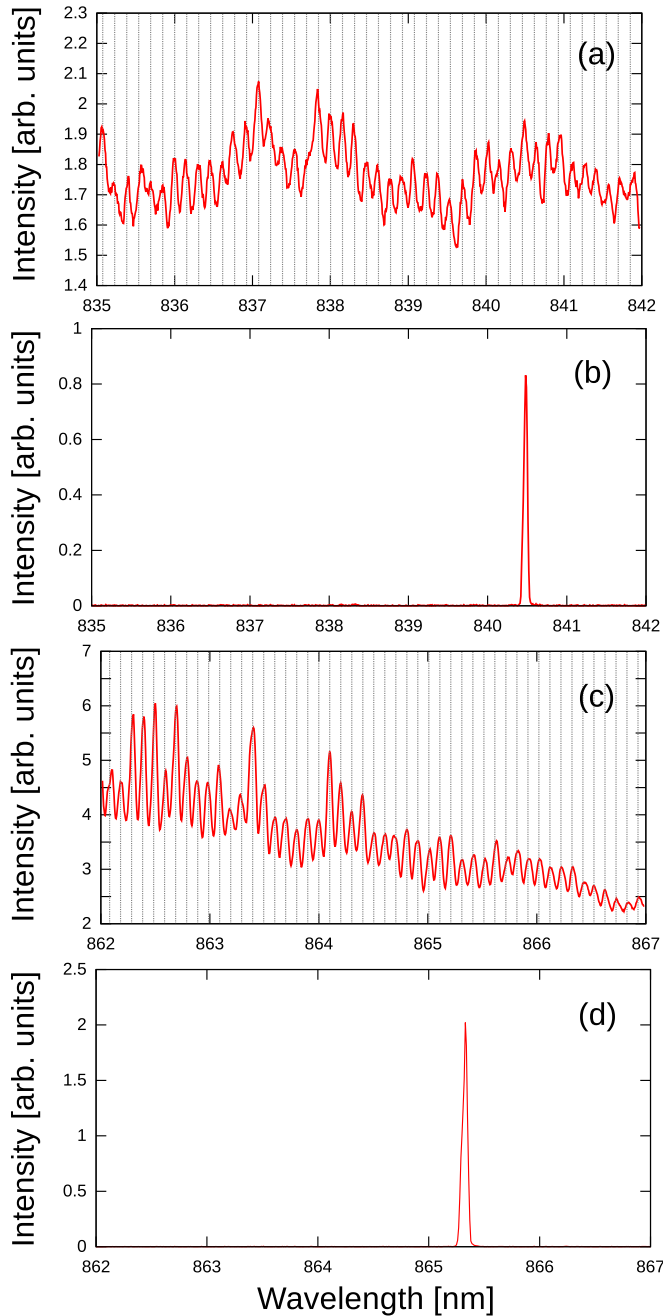 2.3
2.2
2.1
2
1.9
1.8
1.7
1.6
1.5
1.4
Intensity [arb. units]
(a)
835 836 837 838 839 840 841 842
1
0.8
0.6
0.4
0.2
0
Intensity [arb. units]
(b)
835 836 837 838 839 840 841 842
7
6
5
4
3
2
Intensity [arb. units]
(c)
862 863 864 865 866 867
2.5
2
1.5
1
0.5
0
Intensity [arb. units]
(d)
862 863 864 865 866 867
Wavelength [nm]